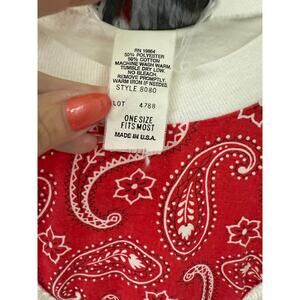 RN 19864
50% POLYESTER
50% COTTON
MACHINE WASH WARM.
TUMBLE DRY LOW.
NO BLEACH.
REMOVE PROMPTLY.
WARM IRON IF NEEDED.
STYLE 8080
LOT 4788
ONE SIZE
FITS MOST
MADE IN U.S.A.